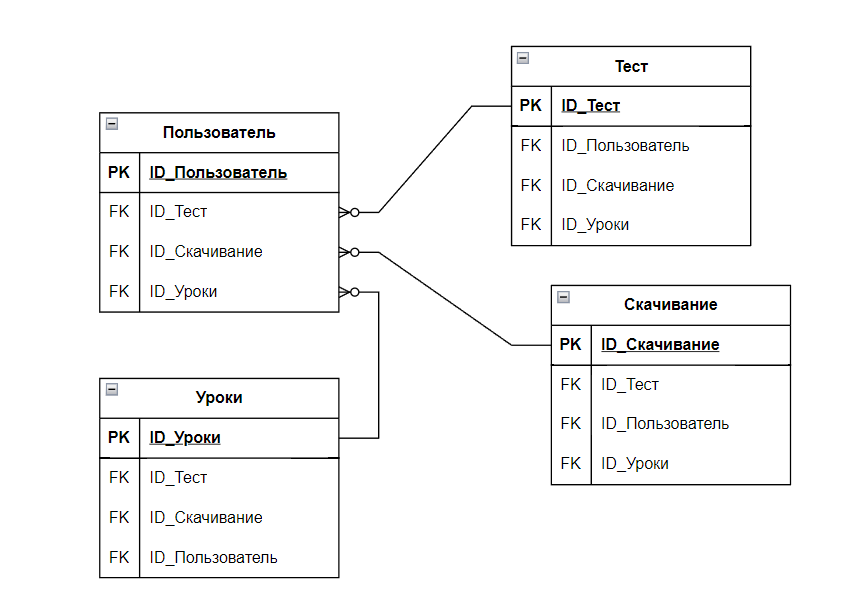 Пользователь
PK ID_Пользователь
FK ID_Тест
FK ID_Скачивание
FK ID_Уроки
Тест
PK ID_Тест
FK ID_Пользователь
FK ID_Скачивание
FK ID_Уроки
Уроки
PK ID_Уроки
FK ID_Тест
FK ID_Скачивание
FK ID_Пользователь
Скачивание
PK ID_Скачивание
FK ID_Тест
FK ID_Пользователь
FK ID_Уроки